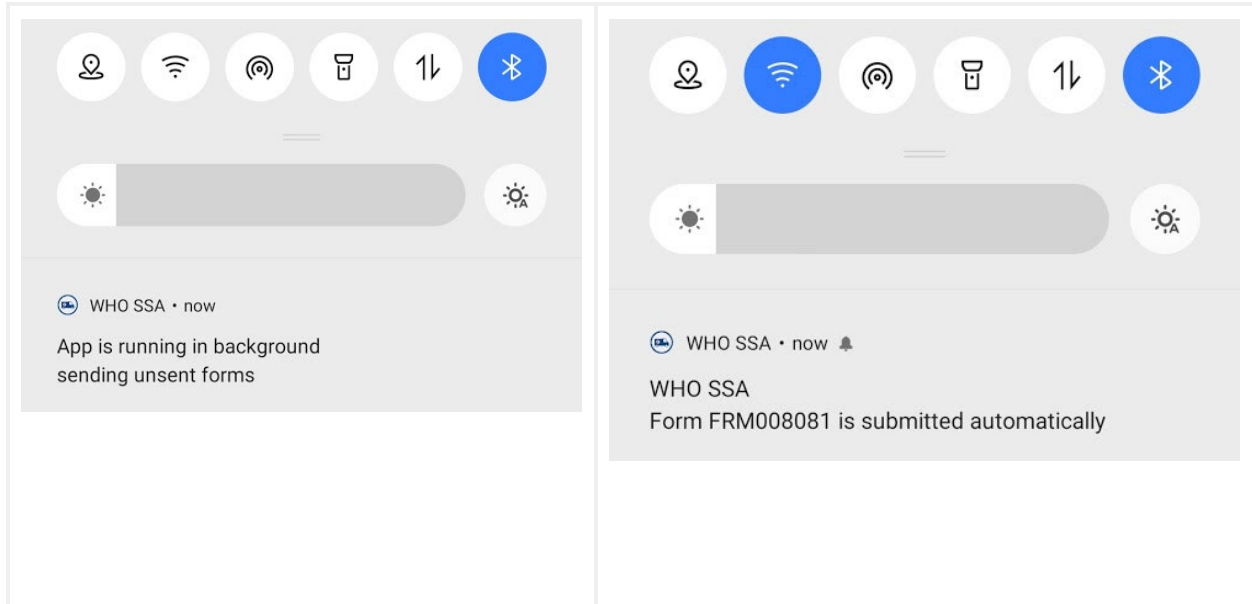 WHO SSA • now
App is running in background
sending unsent forms
WHO SSA • now
WHO SSA
Form FRM008081 is submitted automatically